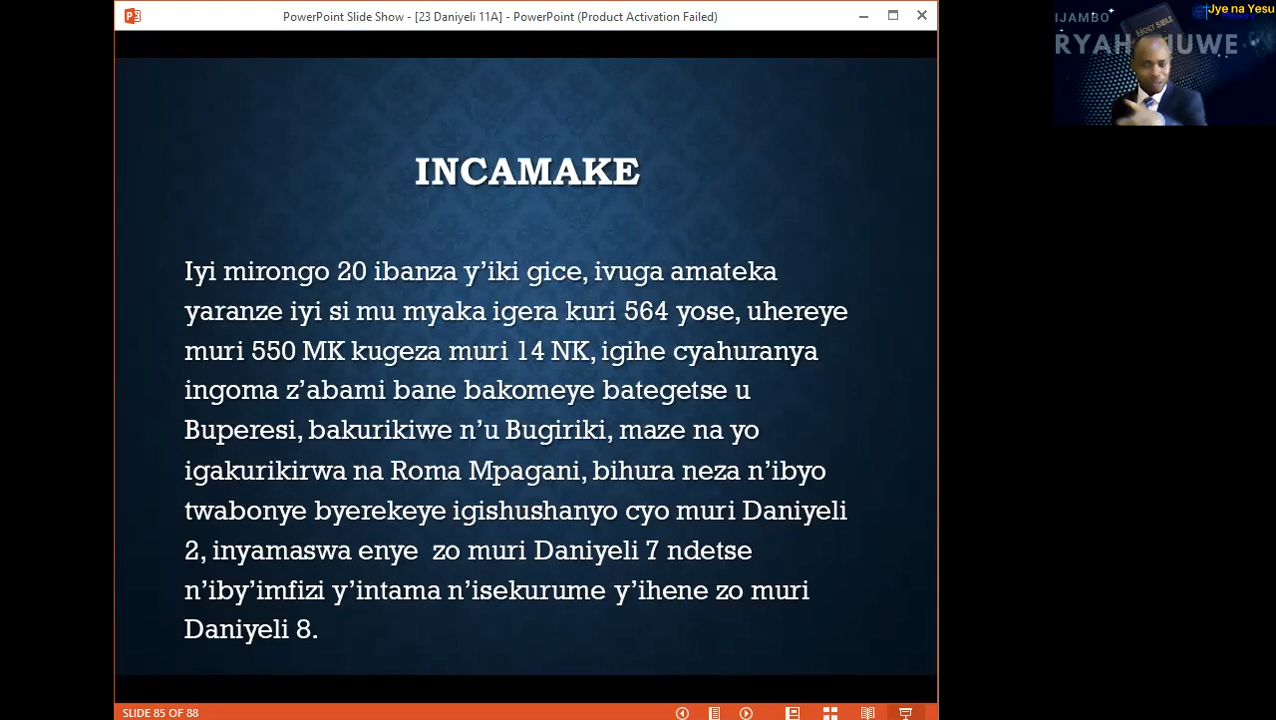 PowerPoint Slide Show - [23 Daniyeli 11A] - PowerPoint (Product Activation Failed)
Jye na Yesu
IJAMBO
HOLY BIBLE
INCAMAKE
Iyi mirongo 20 ibanza y’iki gice, ivuga amateka
yaranze iyi si mu myaka igera kuri 564 yose, uhereye
muri 550 MK kugeza muri 14 NK, igihe cyahuranya
ingoma z’abami bane bakomeye bategetse u
Buperesi, bakurikiwe n’u Bugiriki, maze na yo
igakurikirwa na Roma Mpagani, bihura neza n’ibyo
twabonye byerekeye igishushanyo cyo muri Daniyeli
2, inyamaswa enye zo muri Daniyeli 7 ndetse
n’iby’imfizi y’intama n’isekurume y’ihene zo muri
Daniyeli 8.
SLIDE 85 OF 88